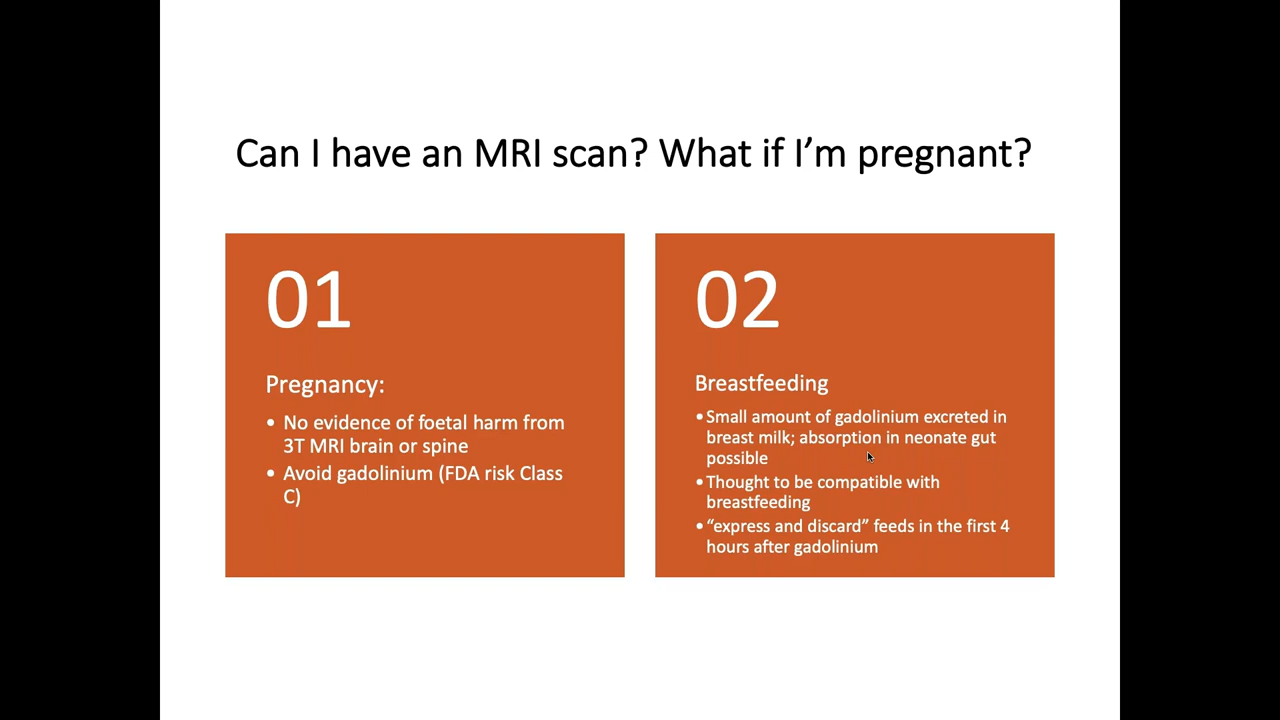 Can I have an MRI scan? What if I’m pregnant?
01
Pregnancy:
• No evidence of foetal harm from
3T MRI brain or spine
• Avoid gadolinium (FDA risk Class
C)
02
Breastfeeding
• Small amount of gadolinium excreted in
breast milk; absorption in neonate gut
possible
• Thought to be compatible with
breastfeeding
• “express and discard” feeds in the first 4
hours after gadolinium